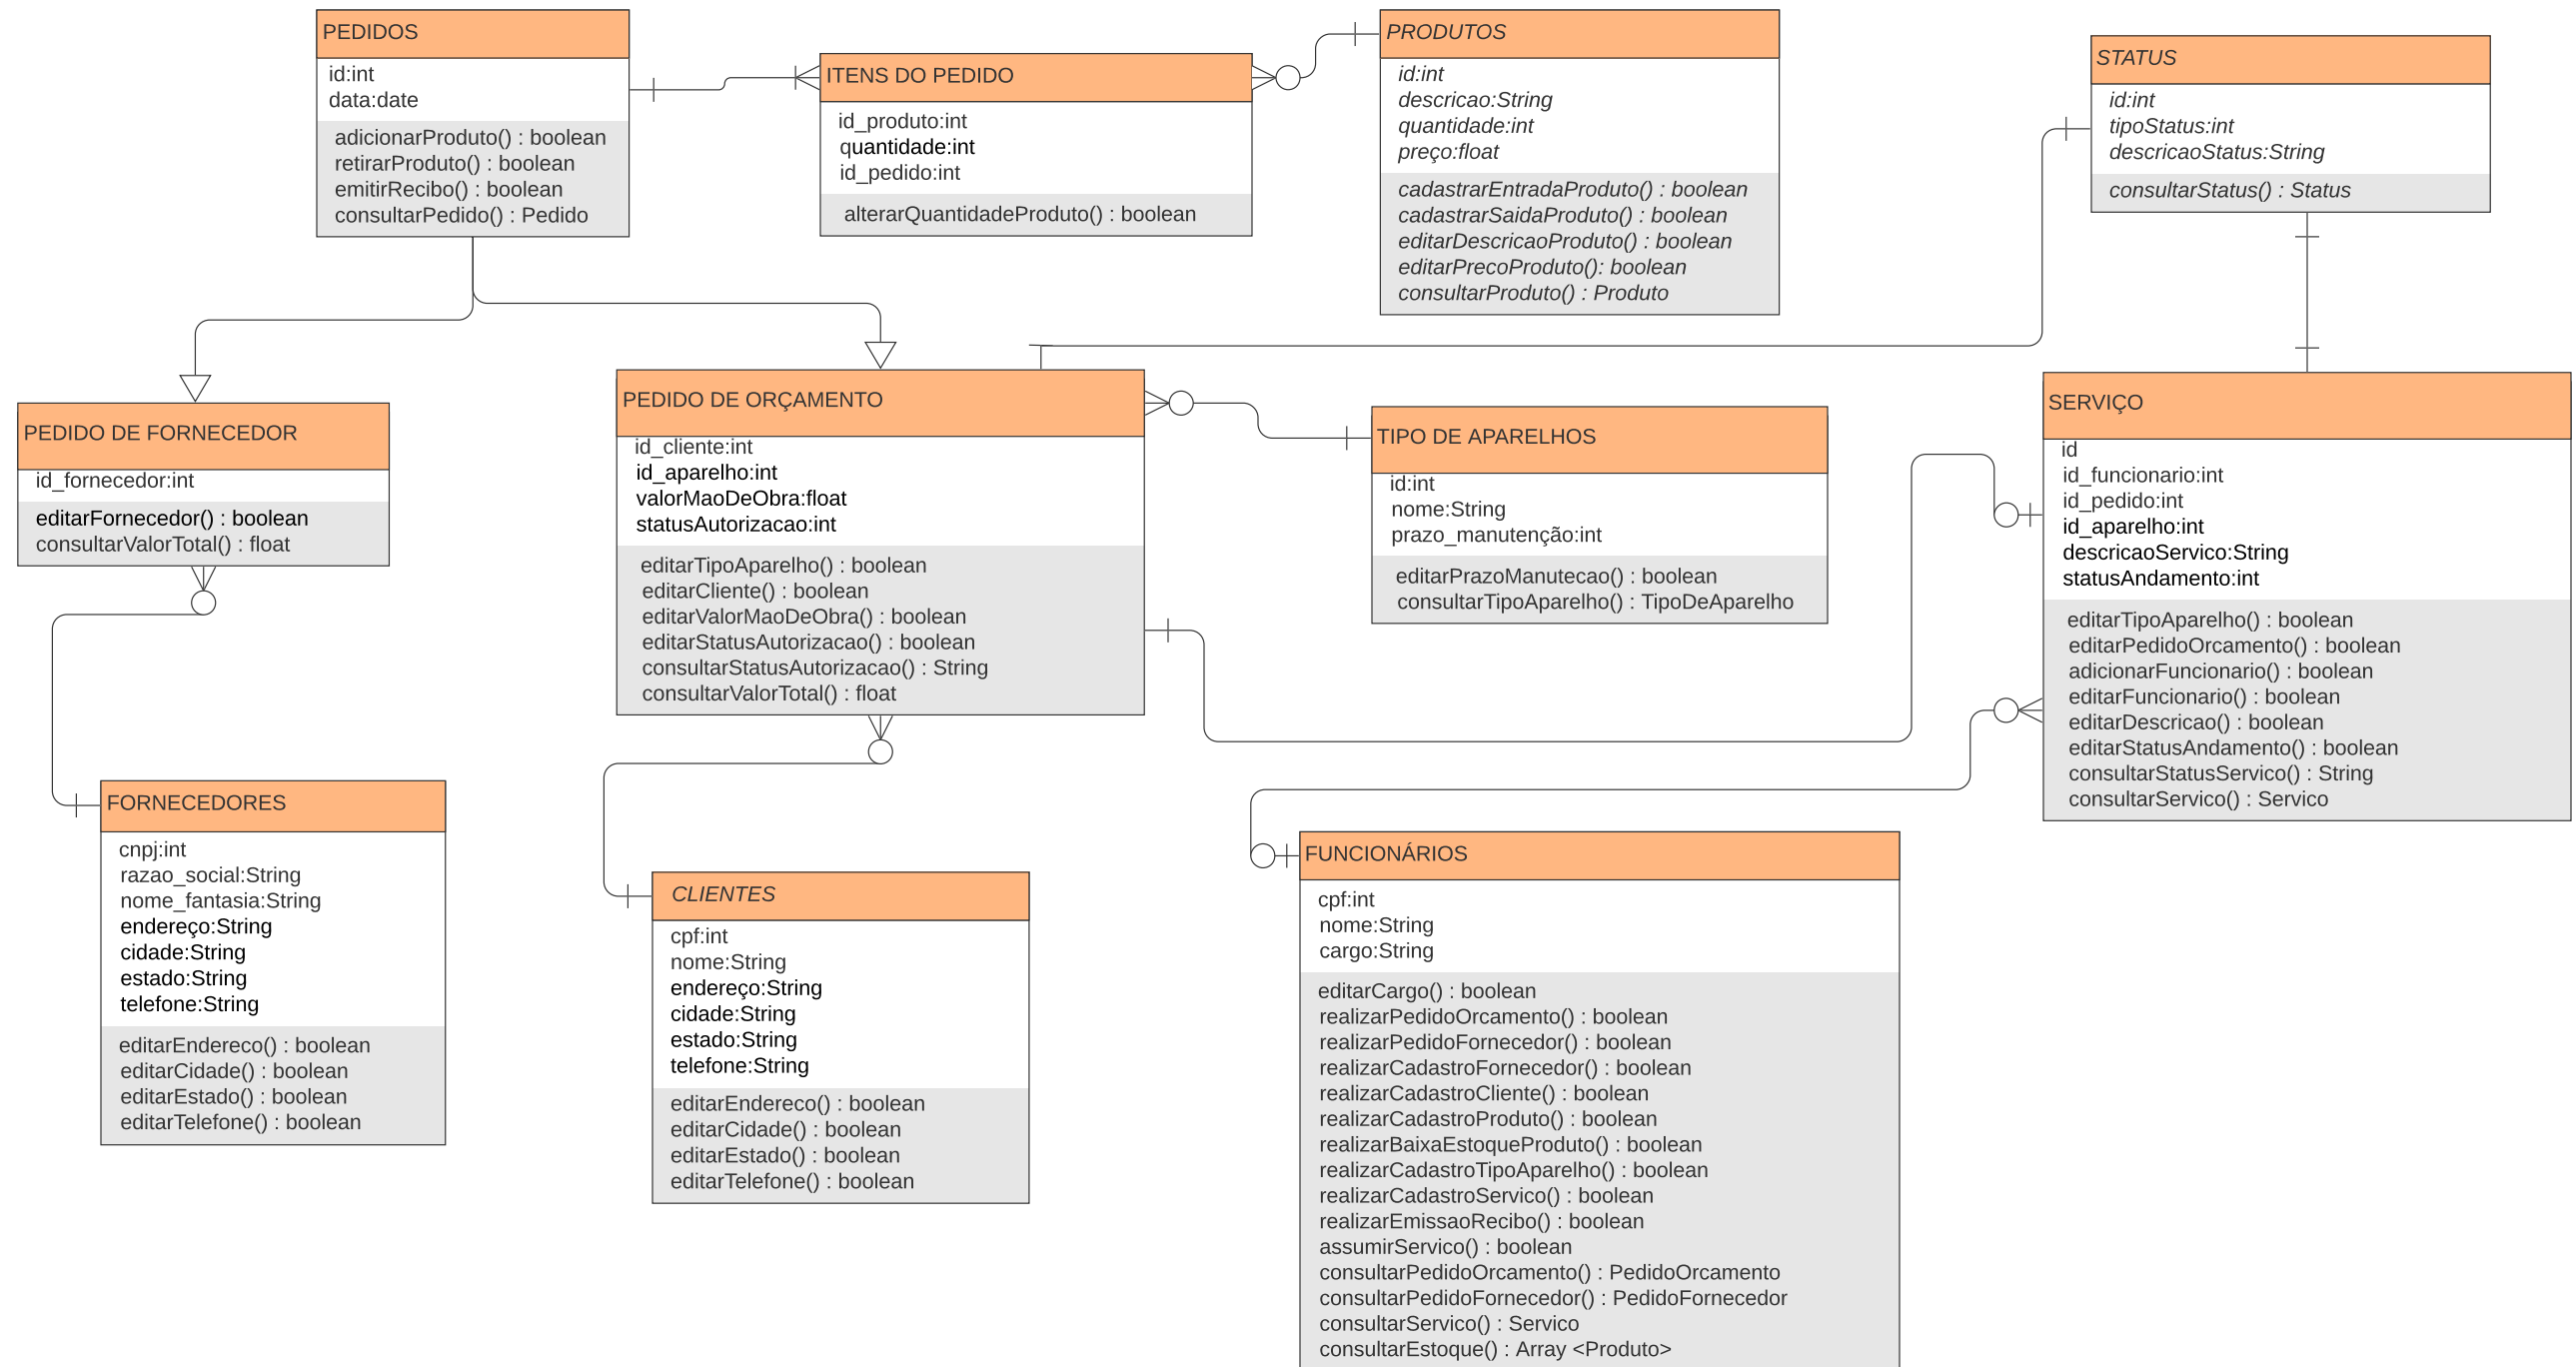 PEDIDOS
id:int
data:date
adicionarProduto() : boolean
retirarProduto() : boolean
emitirRecibo() : boolean
consultarPedido() : Pedido
ITENS DO PEDIDO
id_produto:int
quantidade:int
id_pedido:int
alterarQuantidadeProduto() : boolean
PRODUTOS
id:int
descricao:String
quantidade:int
preço:float
cadastrarEntradaProduto() : boolean
cadastrarSaidaProduto() : boolean
editarDescricaoProduto() : boolean
editarPrecoProduto(): boolean
consultarProduto() : Produto
STATUS
id:int
tipoStatus:int
descricaoStatus:String
consultarStatus() : Status
PEDIDO DE FORNECEDOR
id_fornecedor:int
editarFornecedor() : boolean
consultarValorTotal() : float
PEDIDO DE ORÇAMENTO
id_cliente:int
id_aparelho:int
valorMaoDeObra:float
statusAutorizacao:int
editarTipoAparelho() : boolean
editarCliente() : boolean
editarValorMaoDeObra() : boolean
editarStatusAutorizacao() : boolean
consultarStatusAutorizacao() : String
consultarValorTotal() : float
TIPO DE APARELHOS
id:int
nome:String
prazo_manutenção:int
editarPrazoManutecao() : boolean
consultarTipoAparelho() : TipoDeAparelho
SERVIÇO
id
id_funcionario:int
id_pedido:int
id_aparelho:int
descricaoServico:String
statusAndamento:int
editarTipoAparelho() : boolean
editarPedidoOrcamento() : boolean
adicionarFuncionario() : boolean
editarFuncionario() : boolean
editarDescricao() : boolean
editarStatusAndamento() : boolean
consultarStatusServico() : String
consultarServico() : Servico
FORNECEDORES
cnpj:int
razao_social:String
nome_fantasia:String
endereço:String
cidade:String
estado:String
telefone:String
editarEndereco() : boolean
editarCidade() : boolean
editarEstado() : boolean
editarTelefone() : boolean
CLIENTES
cpf:int
nome:String
endereço:String
cidade:String
estado:String
telefone:String
editarEndereco() : boolean
editarCidade() : boolean
editarEstado() : boolean
editarTelefone() : boolean
FUNCIONÁRIOS
cpf:int
nome:String
cargo:String
editarCargo() : boolean
realizarPedidoOrcamento() : boolean
realizarPedidoFornecedor() : boolean
realizarCadastroFornecedor() : boolean
realizarCadastroCliente() : boolean
realizarCadastroProduto() : boolean
realizarBaixaEstoqueProduto() : boolean
realizarCadastroTipoAparelho() : boolean
realizarCadastroServico() : boolean
realizarEmissaoRecibo() : boolean
assumirServico() : boolean
consultarPedidoOrcamento() : PedidoOrcamento
consultarPedidoFornecedor() : PedidoFornecedor
consultarServico() : Servico
consultarEstoque() : Array <Produto>